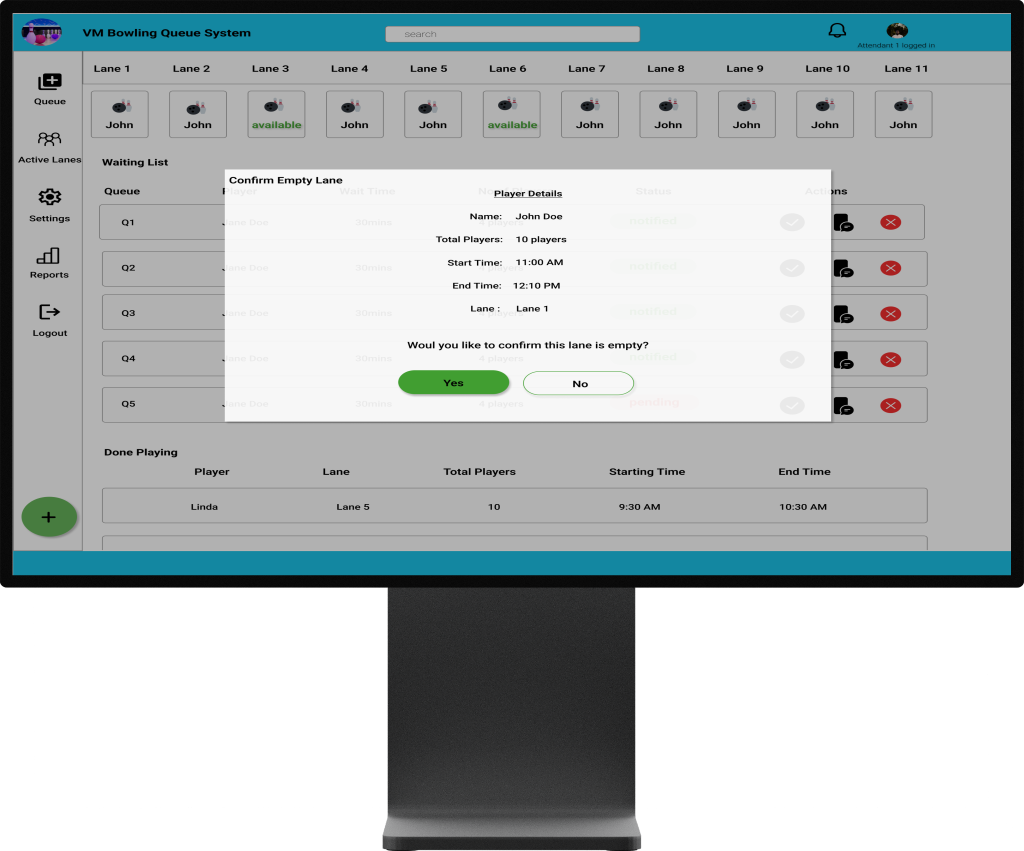 VM Bowling Queue System
search
Attendant 1 logged in
Lane 1 Lane 2 Lane 3 Lane 4 Lane 5 Lane 6 Lane 7 Lane 8 Lane 9 Lane 10 Lane 11
John John available John John available John John John John John
Queue
Active Lanes
Settings
Reports
Logout
+
Waiting List
Queue Player Wait Time Status Actions
Q1 Jane Doe 30mins 4 players notified
Q2 Jane Doe 30mins notified
Q3 Jane Doe 30mins 4 players notified
Q4 Jane Doe 30mins 4 players notified
Q5 Jane Doe 30mins 4 players pending
Confirm Empty Lane
Player Details
Name: John Doe
Total Players: 10 players
Start Time: 11:00 AM
End Time: 12:10 PM
Lane : Lane 1
Woul you like to confirm this lane is empty?
Yes No
Done Playing
Player Lane Total Players Starting Time End Time
Linda Lane 5 10 9:30 AM 10:30 AM